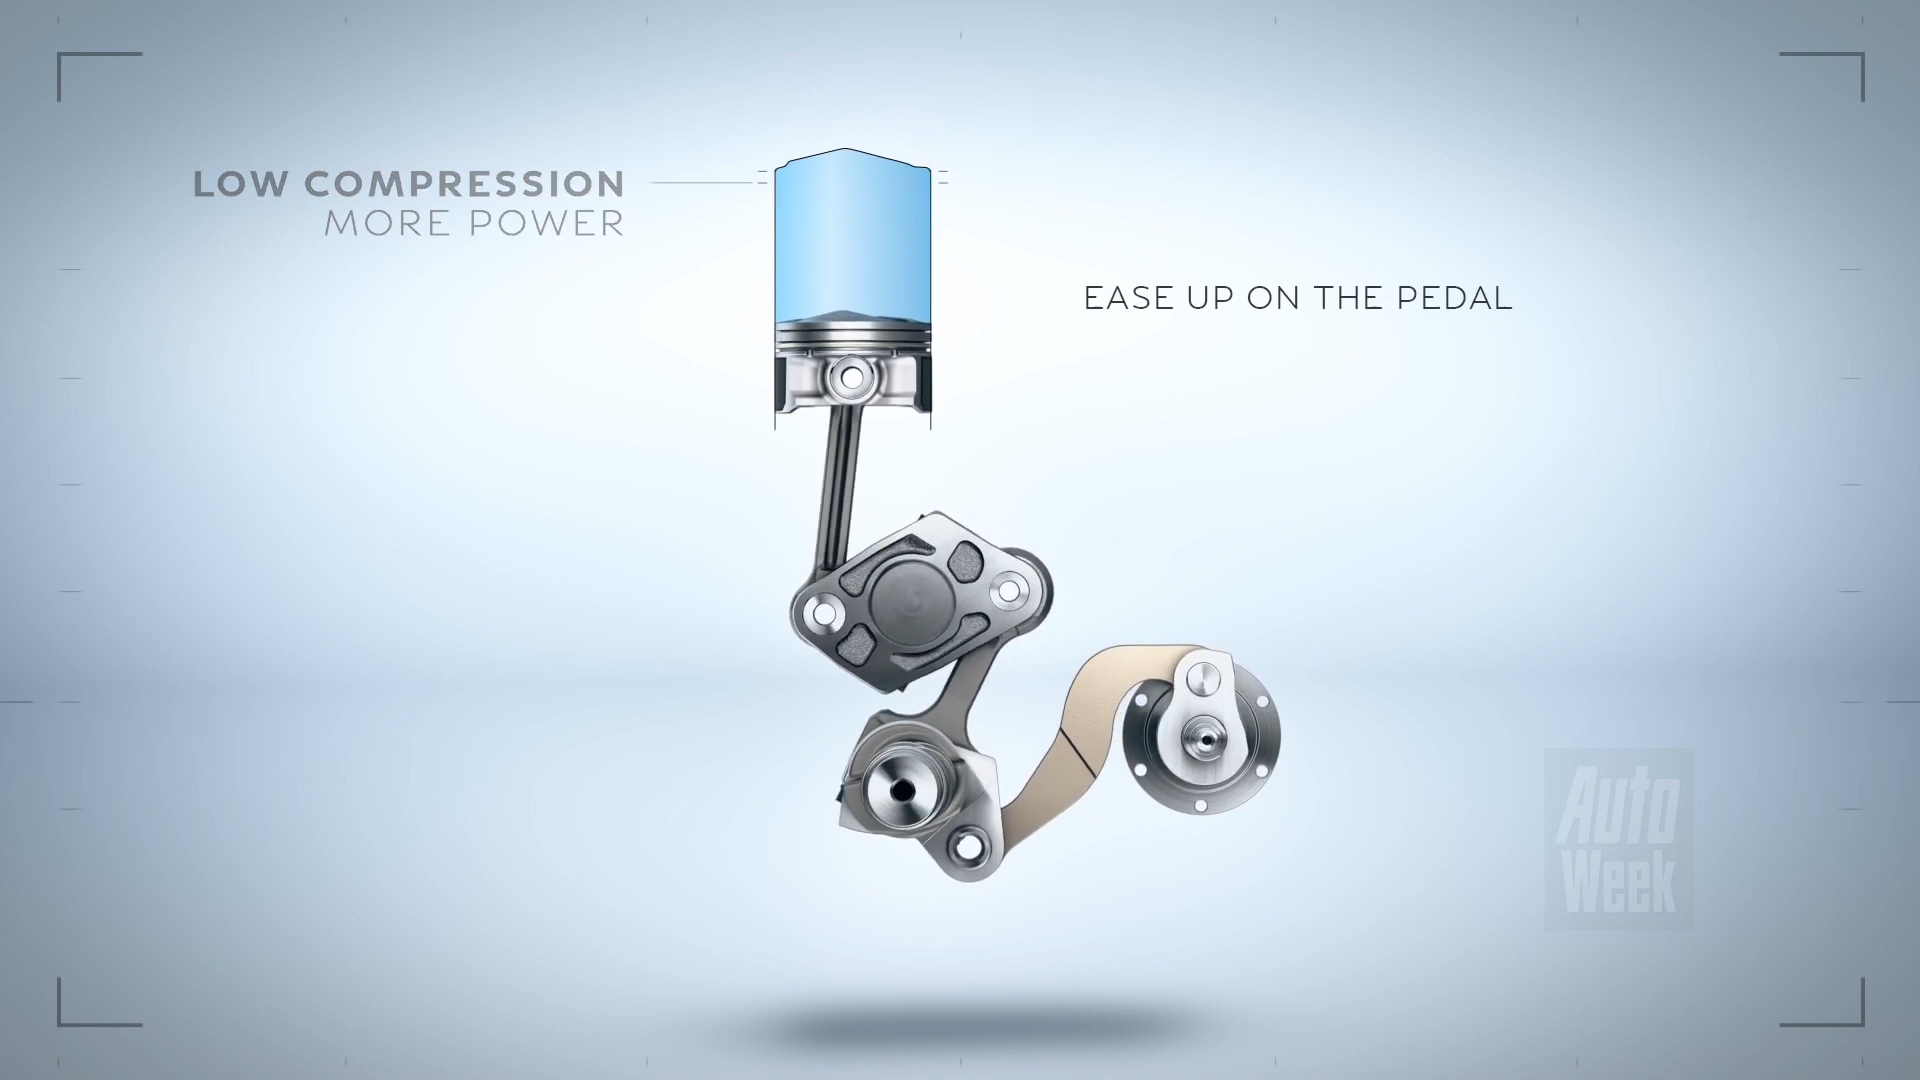 LOW COMPRESSION
MORE POWER
EASE UP ON THE PEDAL
Auto
Week